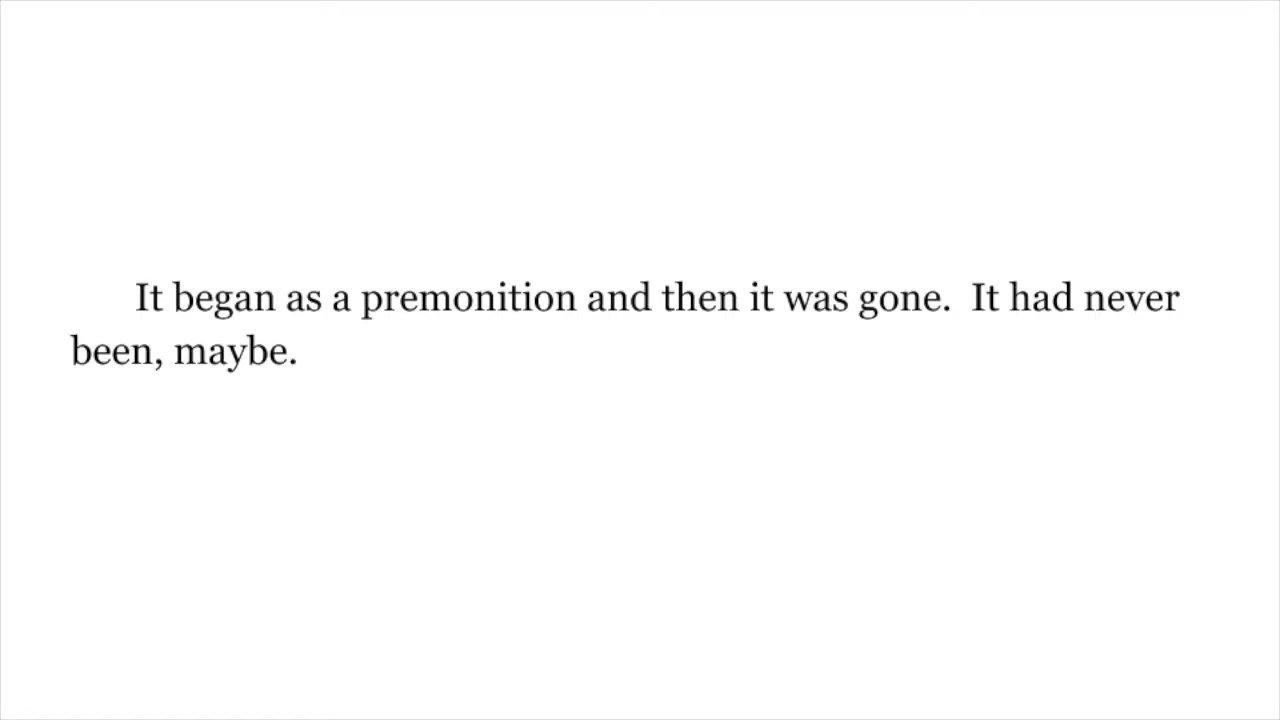 It began as a premonition and then it was gone.  It had never
been, maybe.